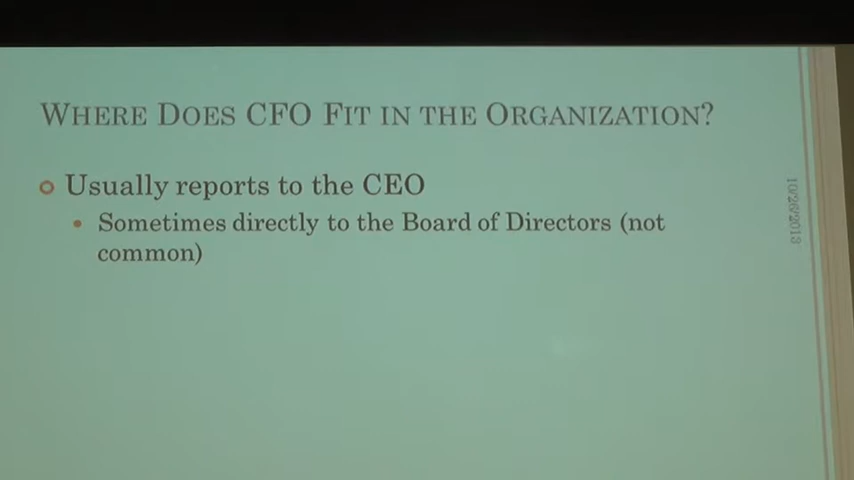 WHERE DOES CFO FIT IN THE ORGANIZATION?
Usually reports to the CEO
Sometimes directly to the Board of Directors (not
common)
10/26/2013